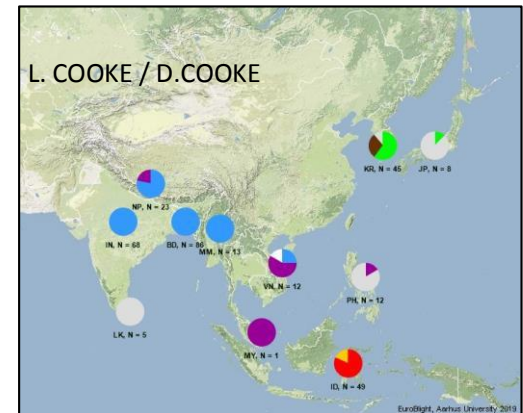 L. COOKE / D.COOKE
KR, N = 45
JP, N = 8
NP, N = 23
IN, N = 68
BD, N = 86
MM, N = 13
VN, N = 12
PH, N = 12
LK, N = 5
MY, N = 1
ID, N = 49
EuroBlight, Aarhus University 2019